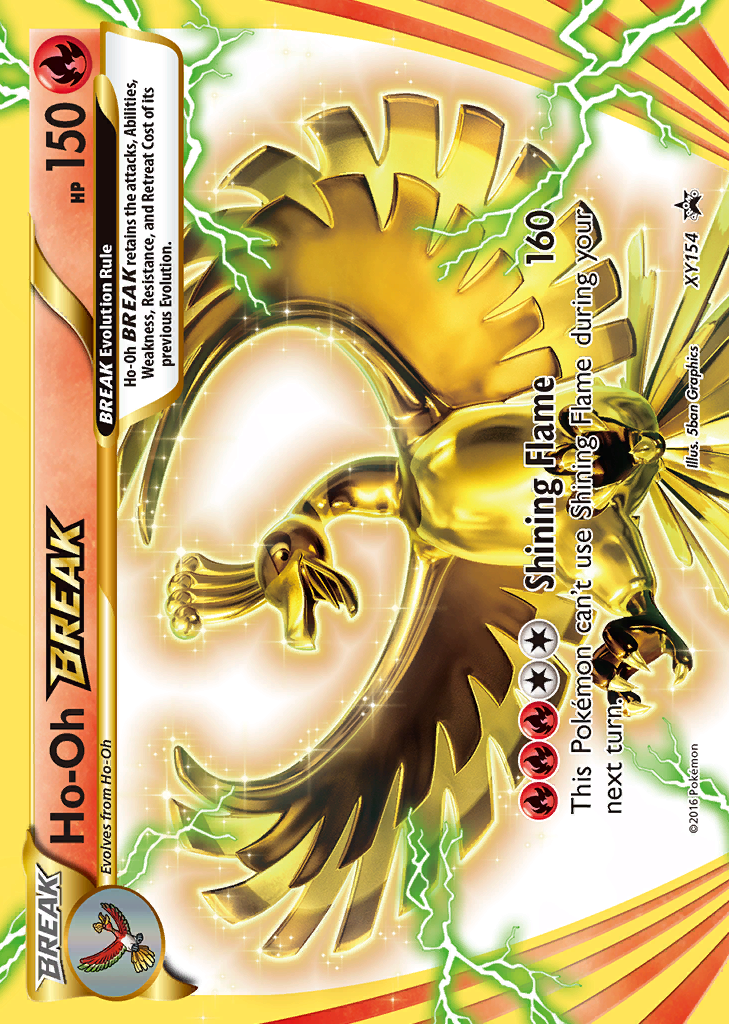 BREAK
Ho-Oh BREAK
HP 150
Evolves from Ho-Oh
BREAK Evolution Rule
Ho-Oh BREAK retains the attacks, Abilities,
Weakness, Resistance, and Retreat Cost of its
previous Evolution.
Shining Flame 160
This Pokémon can't use Shining Flame during your
next turn.
©2016 Pokémon
Illus. 5ban Graphics
XY154
PROMO